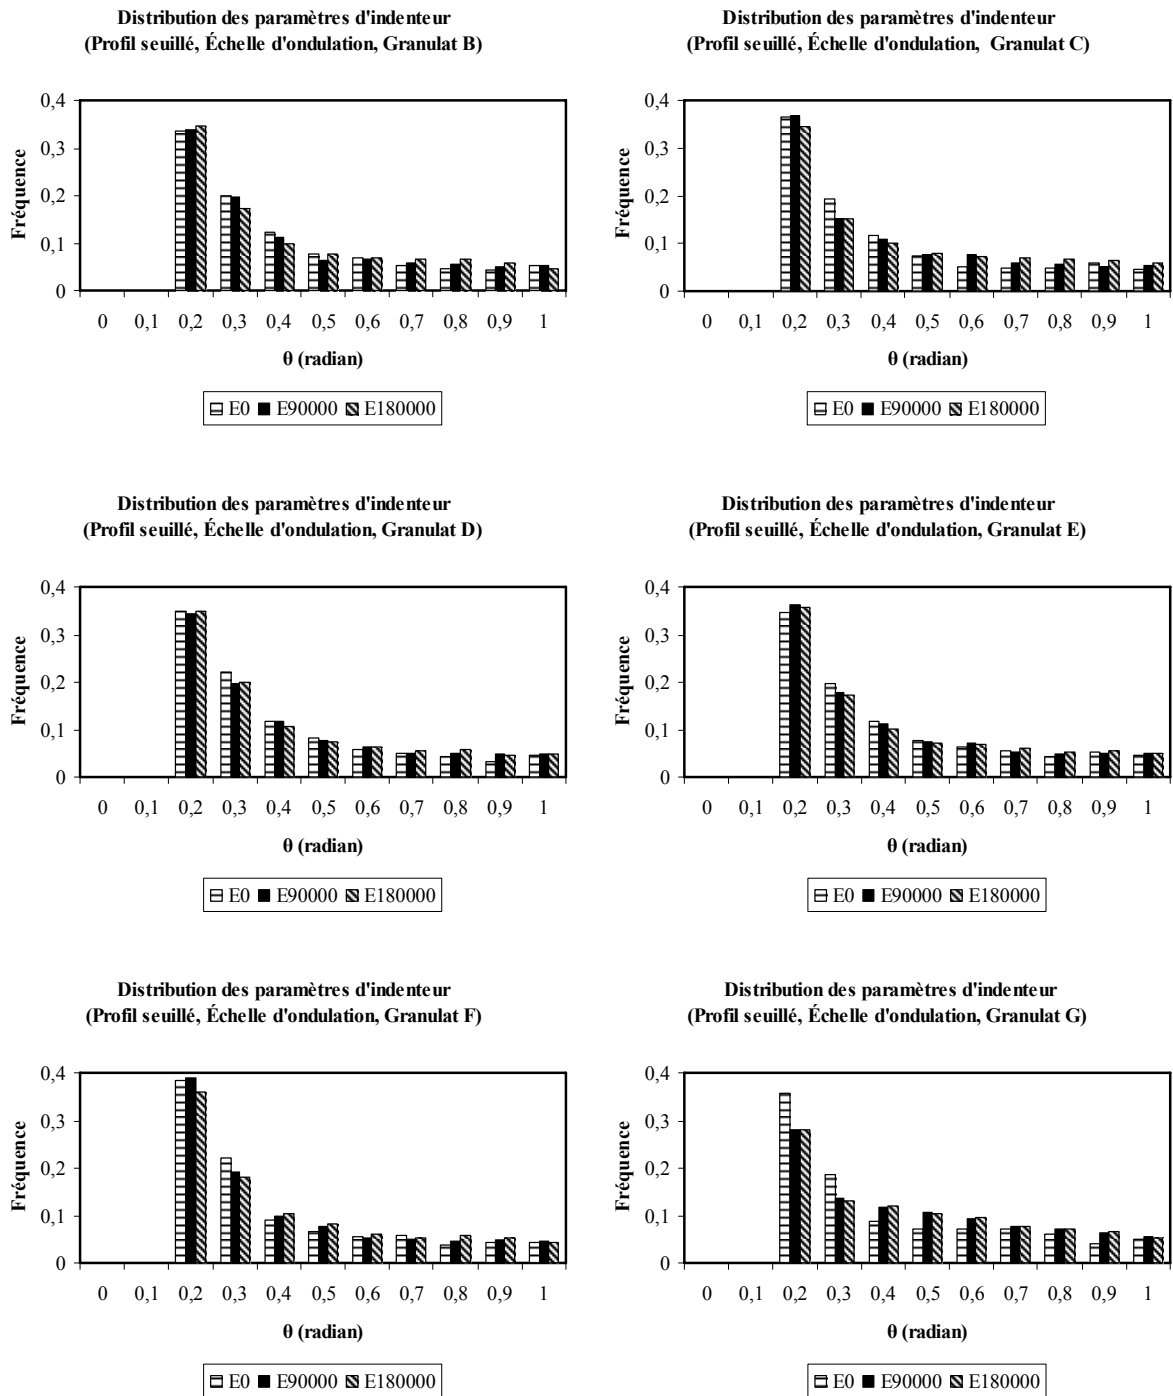 Distribution des paramètres d'indenteur
(Profil seuillé, Échelle d'ondulation, Granulat B)
0,4
0,3
0,2
0,1
0
Fréquence
0 0,1 0,2 0,3 0,4 0,5 0,6 0,7 0,8 0,9 1
θ (radian)
E0 E90000 E180000
Distribution des paramètres d'indenteur
(Profil seuillé, Échelle d'ondulation, Granulat C)
0,4
0,3
0,2
0,1
0
Fréquence
0 0,1 0,2 0,3 0,4 0,5 0,6 0,7 0,8 0,9 1
θ (radian)
E0 E90000 E180000
Distribution des paramètres d'indenteur
(Profil seuillé, Échelle d'ondulation, Granulat D)
0,4
0,3
0,2
0,1
0
Fréquence
0 0,1 0,2 0,3 0,4 0,5 0,6 0,7 0,8 0,9 1
θ (radian)
E0 E90000 E180000
Distribution des paramètres d'indenteur
(Profil seuillé, Échelle d'ondulation, Granulat E)
0,4
0,3
0,2
0,1
0
Fréquence
0 0,1 0,2 0,3 0,4 0,5 0,6 0,7 0,8 0,9 1
θ (radian)
E0 E90000 E180000
Distribution des paramètres d'indenteur
(Profil seuillé, Échelle d'ondulation, Granulat F)
0,4
0,3
0,2
0,1
0
Fréquence
0 0,1 0,2 0,3 0,4 0,5 0,6 0,7 0,8 0,9 1
θ (radian)
E0 E90000 E180000
Distribution des paramètres d'indenteur
(Profil seuillé, Échelle d'ondulation, Granulat G)
0,4
0,3
0,2
0,1
0
Fréquence
0 0,1 0,2 0,3 0,4 0,5 0,6 0,7 0,8 0,9 1
θ (radian)
E0 E90000 E180000